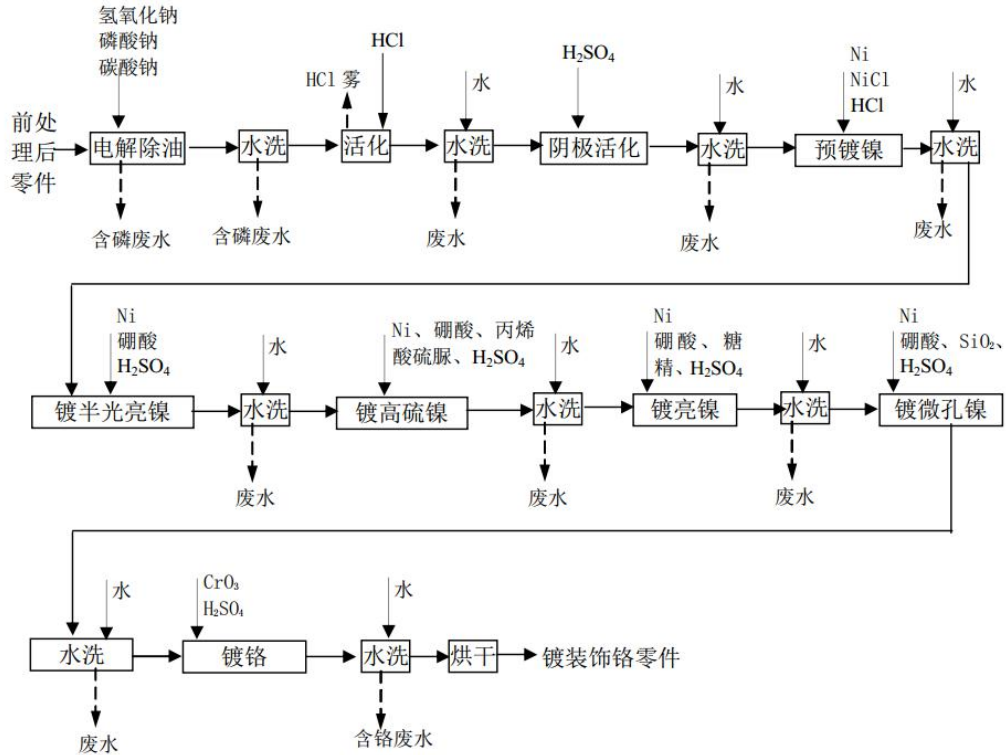 氢氧化钠
磷酸钠
碳酸钠
HCl 雾
HCl
水
H₂SO₄
水
Ni
NiCl
HCl
水
前处
理后
零件
电解除油
水洗
活化
水洗
阴极活化
水洗
预镀镍
水洗
含磷废水
含磷废水
废水
废水
废水
Ni
硼酸
H₂SO₄
水
Ni、硼酸、丙烯
酸硫脲、H₂SO₄
水
Ni
硼酸、糖
精、H₂SO₄
水
Ni
硼酸、SiO₂、
H₂SO₄
镀半光亮镍
水洗
镀高硫镍
水洗
镀亮镍
水洗
镀微孔镍
废水
废水
废水
水
CrO₃
H₂SO₄
水
水洗
镀铬
水洗
烘干
镀装饰铬零件
废水
含铬废水